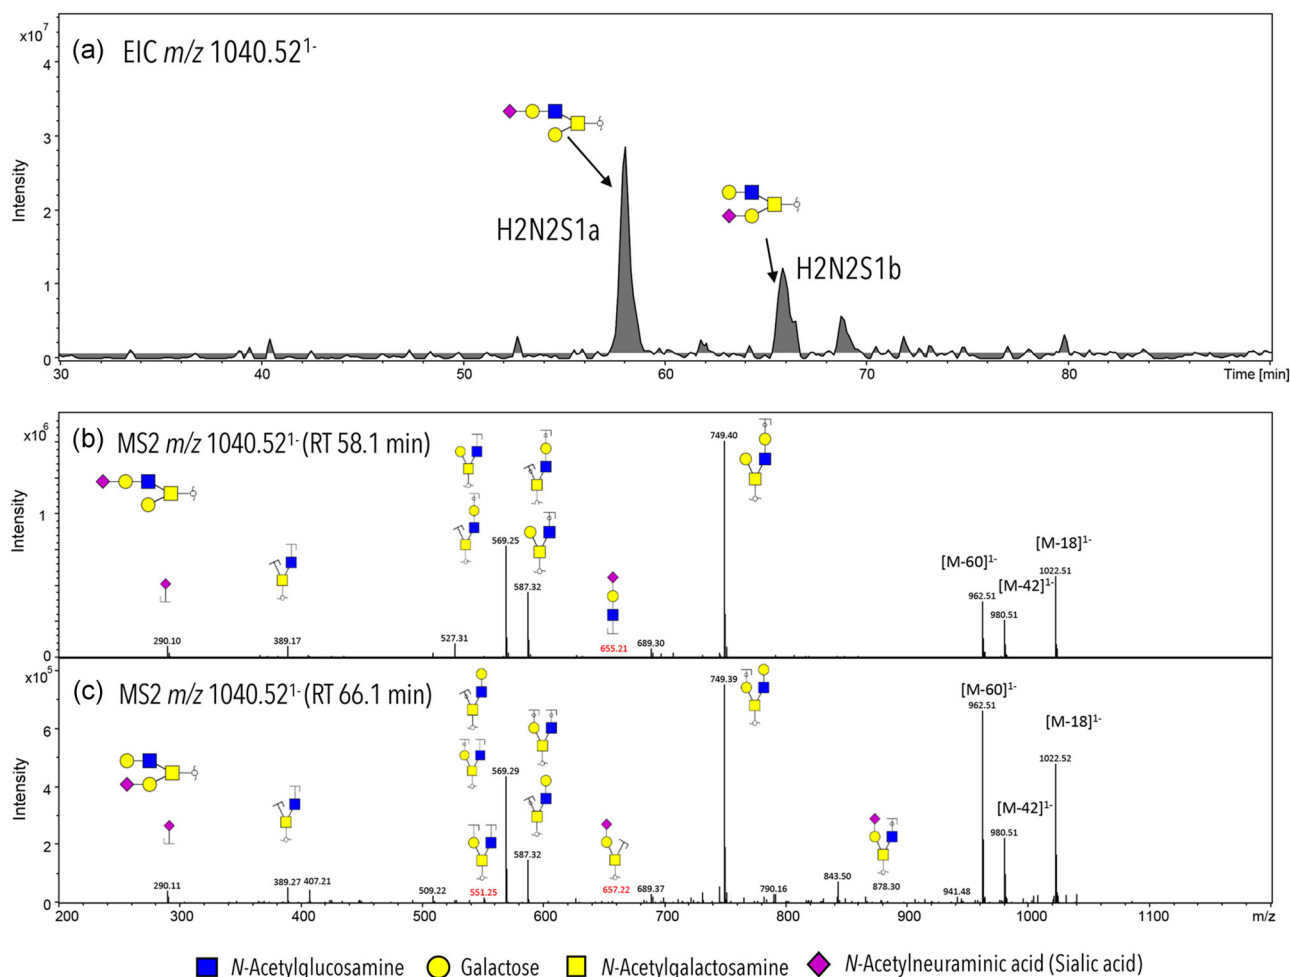 (a) EIC m/z 1040.52¹⁻
x10⁷
4
3
2
1
0
Intensity
H2N2S1a
H2N2S1b
30 40 50 60 70 80 Time [min]
(b) MS2 m/z 1040.52¹⁻ (RT 58.1 min)
x10⁶
1
0
Intensity
290.10
389.17
527.31
569.25
587.32
655.21
689.30
749.40
[M-60]¹⁻
962.51
[M-42]¹⁻
980.51
[M-18]¹⁻
1022.51
(c) MS2 m/z 1040.52¹⁻ (RT 66.1 min)
x10⁵
6
4
2
0
Intensity
290.11
389.27
407.21
509.22
551.25
569.29
587.32
657.22
689.37
749.39
790.16
843.50
878.30
941.48
[M-60]¹⁻
962.51
[M-42]¹⁻
980.51
[M-18]¹⁻
1022.52
200 300 400 500 600 700 800 900 1000 1100 m/z
N-Acetylglucosamine Galactose N-Acetylgalactosamine N-Acetylneuraminic acid (Sialic acid)